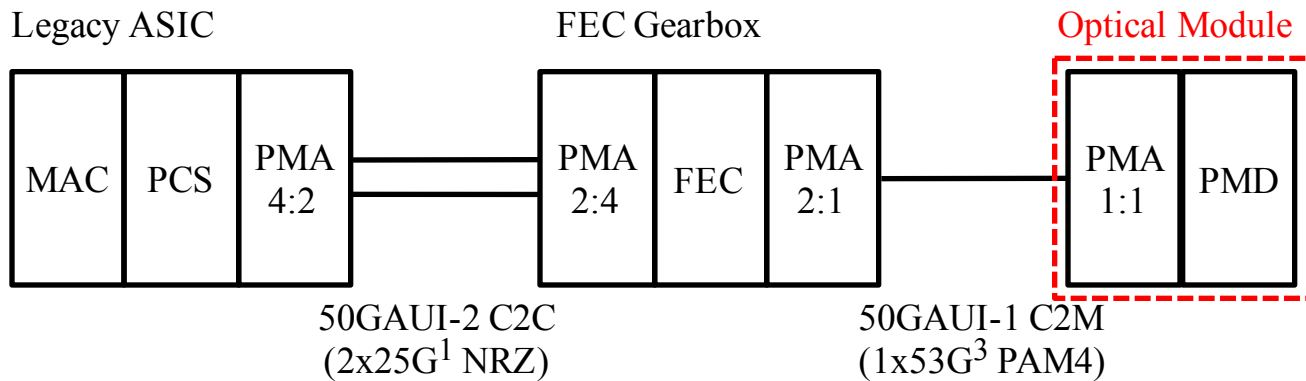 Legacy ASIC
FEC Gearbox
Optical Module
MAC
PCS
PMA
4:2
PMA
2:4
FEC
PMA
2:1
PMA
1:1
PMD
50GAUI-2 C2C
(2x25G¹ NRZ)
50GAUI-1 C2M
(1x53G³ PAM4)